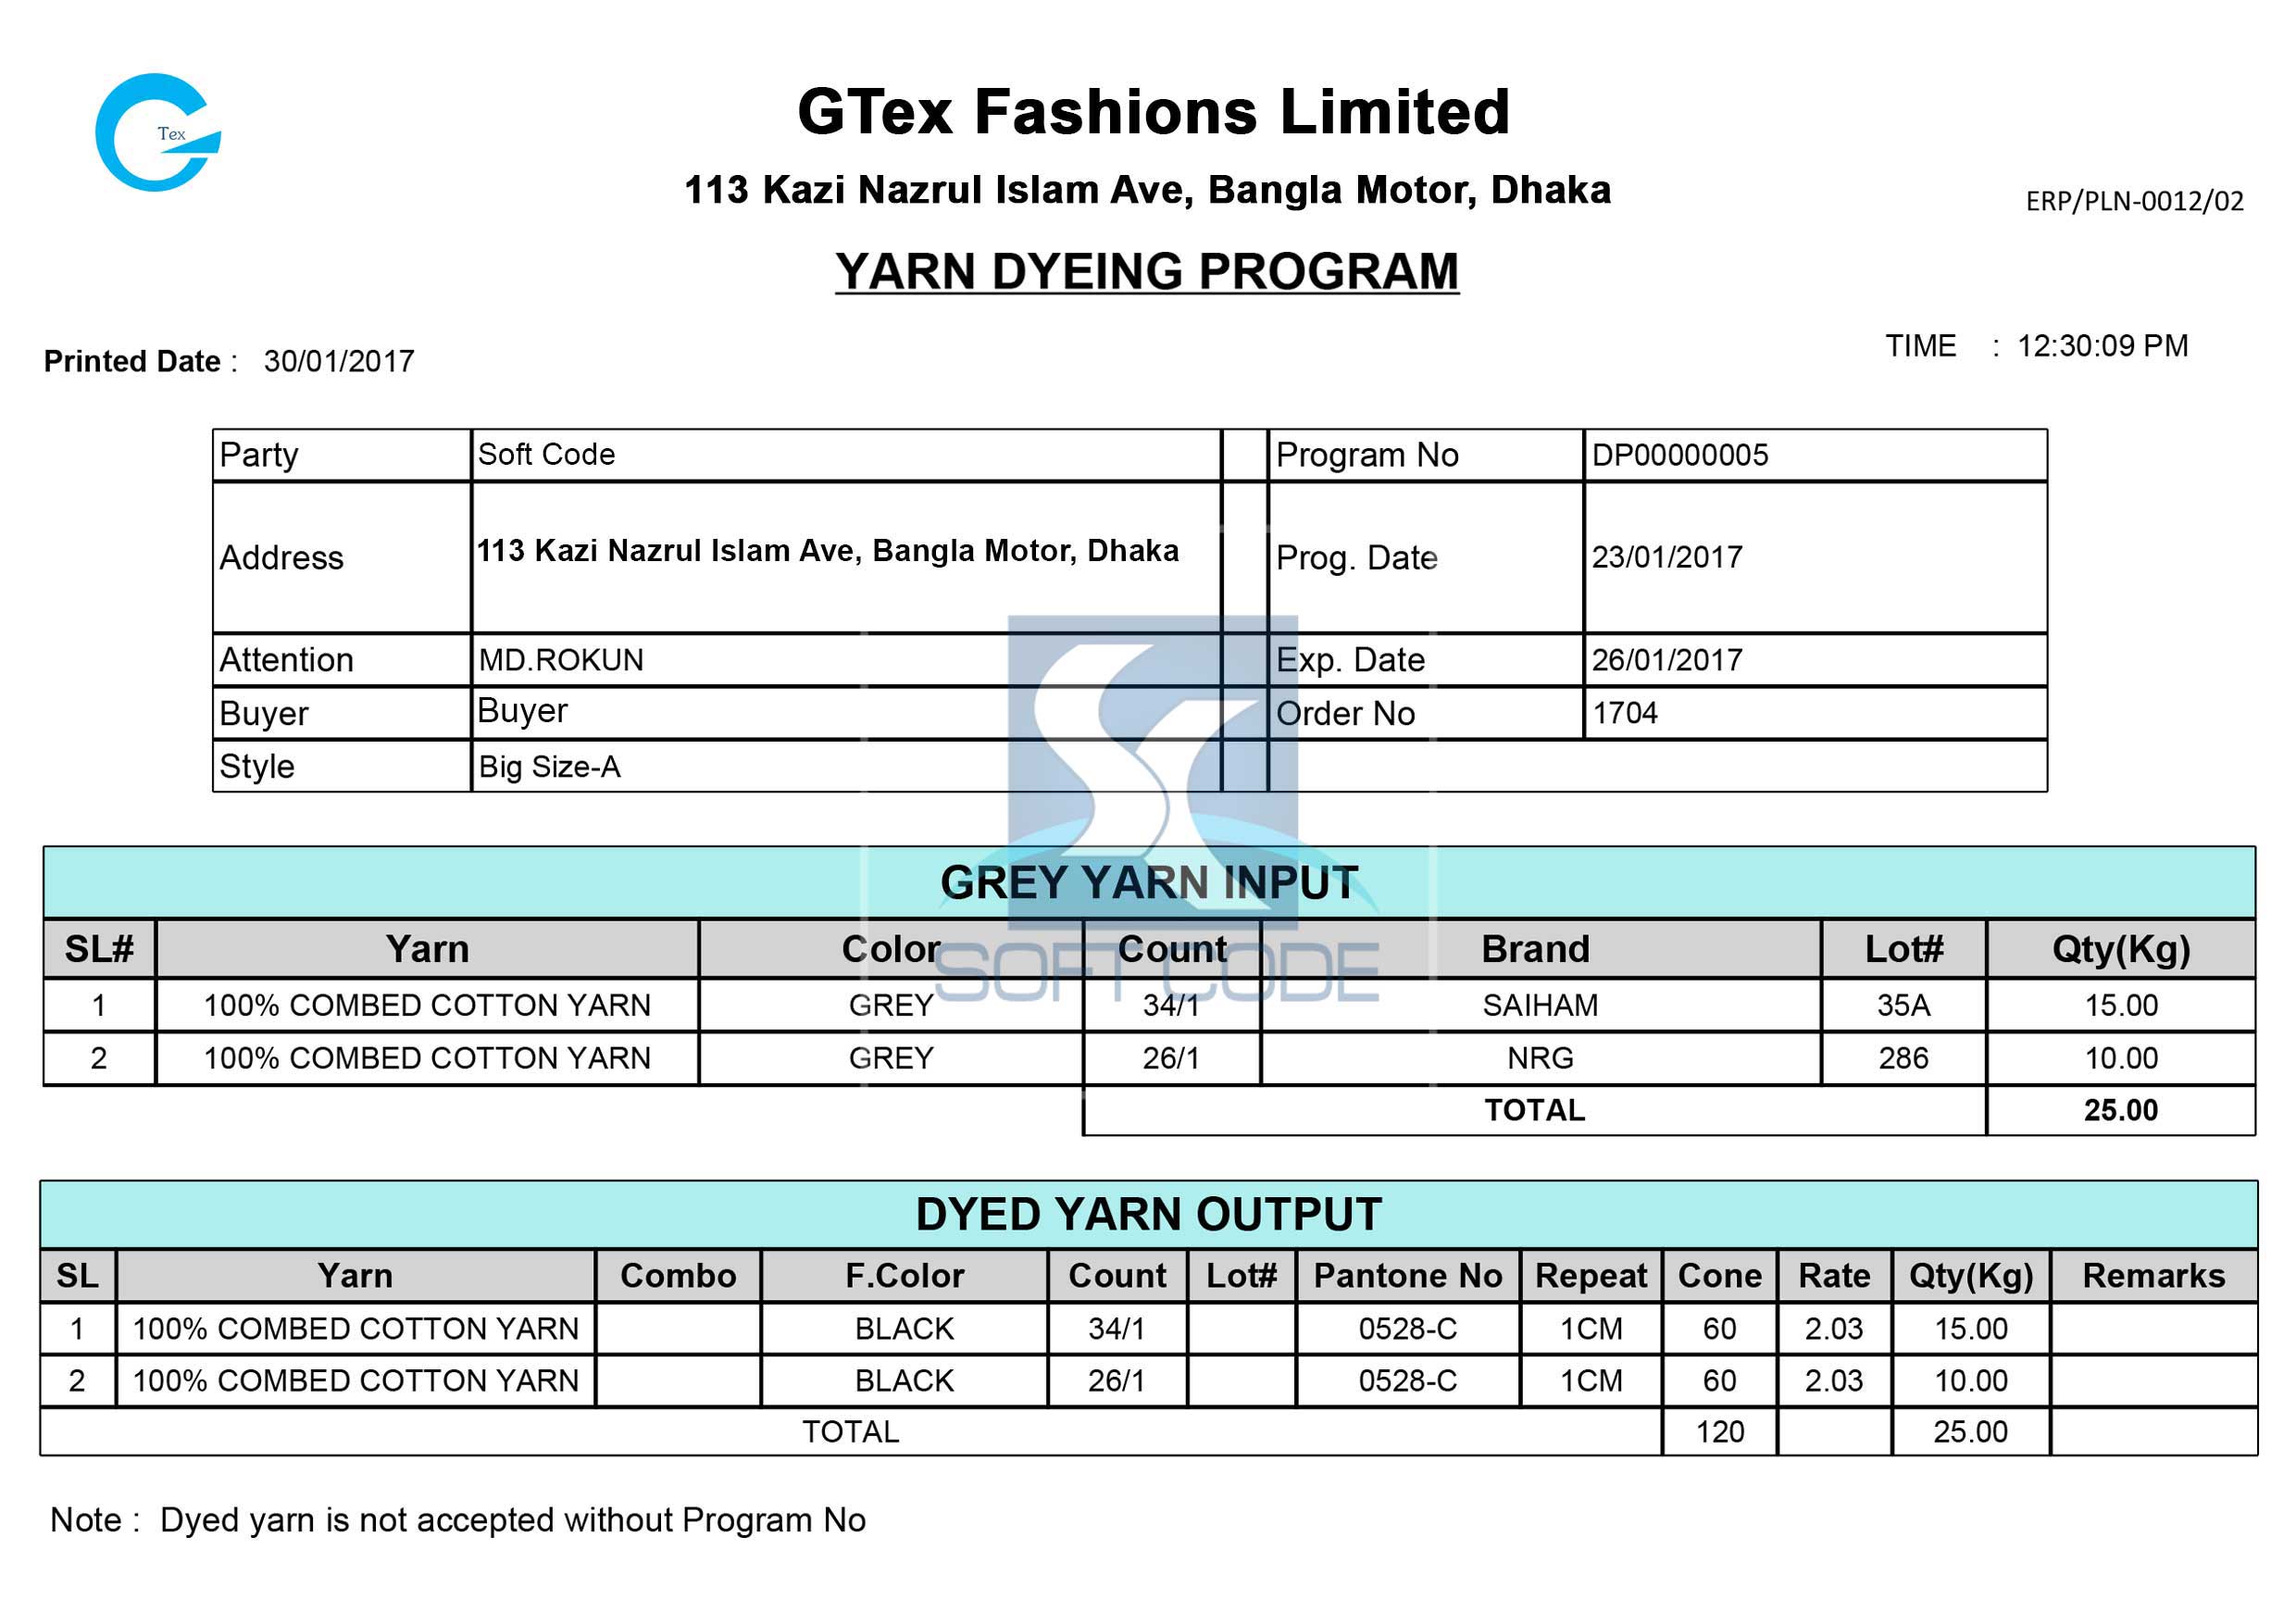 Tex
GTex Fashions Limited
113 Kazi Nazrul Islam Ave, Bangla Motor, Dhaka
ERP/PLN-0012/02
YARN DYEING PROGRAM
Printed Date : 30/01/2017
TIME : 12:30:09 PM
Party Soft Code Program No DP00000005
Address 113 Kazi Nazrul Islam Ave, Bangla Motor, Dhaka Prog. Date 23/01/2017
Attention MD.ROKUN Exp. Date 26/01/2017
Buyer Buyer Order No 1704
Style Big Size-A
GREY YARN INPUT
SL# Yarn Color Count Brand Lot# Qty(Kg)
SOFT CODE
1 100% COMBED COTTON YARN GREY 34/1 SAIHAM 35A 15.00
2 100% COMBED COTTON YARN GREY 26/1 NRG 286 10.00
TOTAL 25.00
DYED YARN OUTPUT
SL Yarn Combo F.Color Count Lot# Pantone No Repeat Cone Rate Qty(Kg) Remarks
1 100% COMBED COTTON YARN BLACK 34/1 0528-C 1CM 60 2.03 15.00
2 100% COMBED COTTON YARN BLACK 26/1 0528-C 1CM 60 2.03 10.00
TOTAL 120 25.00
Note : Dyed yarn is not accepted without Program No